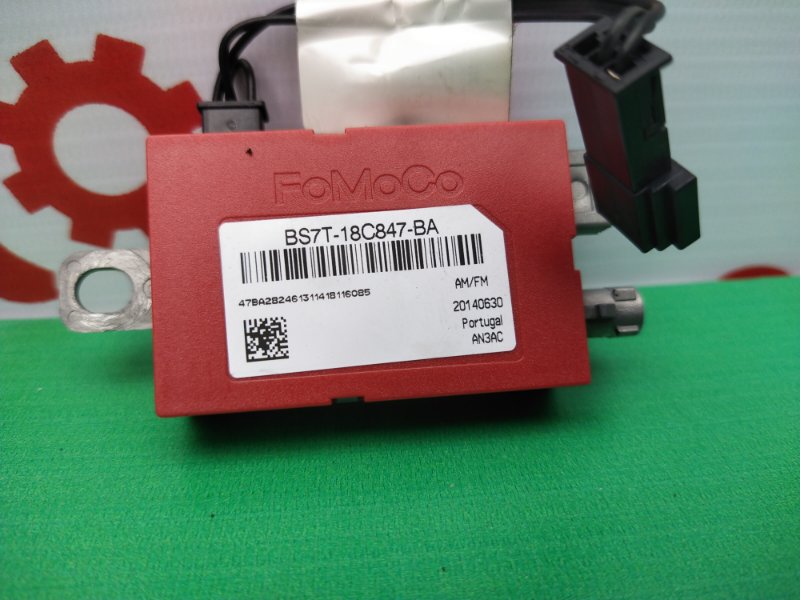 FoMoCo
BS7T-18C847-BA
AM/FM
47BA2B2461311418116085
20140630
Portugal
AN3AC